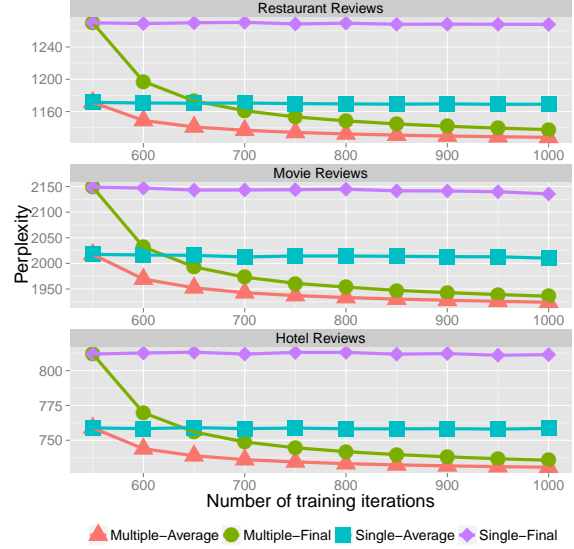 Restaurant Reviews
1240
1200
1160
600 700 800 900 1000
Movie Reviews
2150
2100
2050
2000
1950
600 700 800 900 1000
Hotel Reviews
800
775
750
600 700 800 900 1000
Perplexity
Number of training iterations
Multiple−Average Multiple−Final Single−Average Single−Final